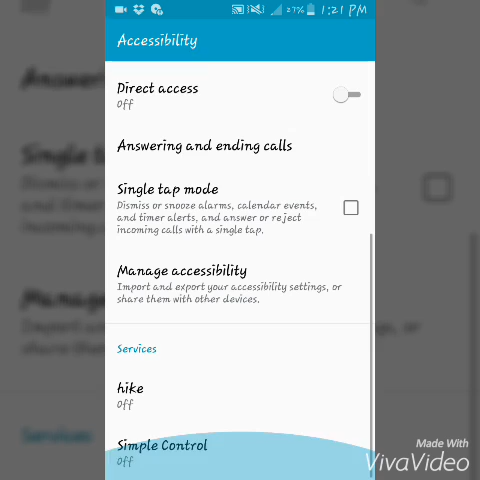 27% 1:21 PM
Accessibility
Direct access
Off
Answering and ending calls
Single tap mode
Dismiss or snooze alarms, calendar events,
and timer alerts, and answer or reject
incoming calls with a single tap.
Manage accessibility
Import and export your accessibility settings, or
share them with other devices.
Services
hike
Off
Simple Control
Off
Made With
VivaVideo